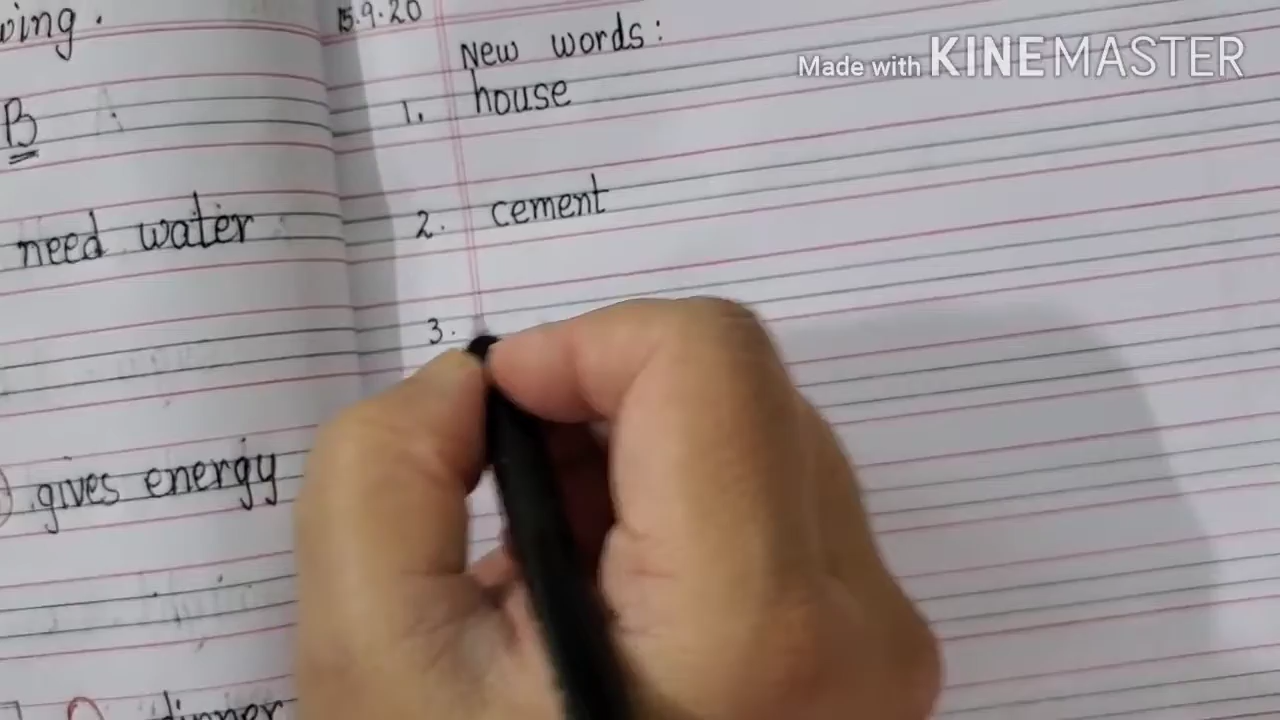 wing.
B
need water
gives energy
dinner
15.9.20
New words:
1. house
2. cement
3.
Made with KINEMASTER